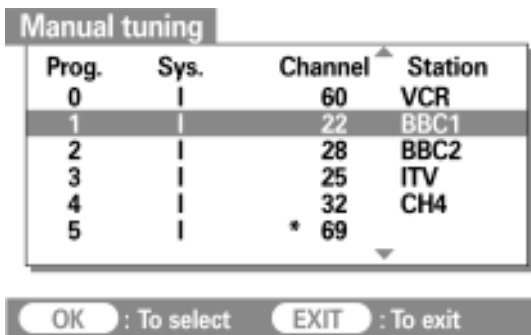 Manual tuning
Prog. Sys. Channel Station
0 I 60 VCR
1 I 22 BBC1
2 I 28 BBC2
3 I 25 ITV
4 I 32 CH4
5 I * 69
OK : To select EXIT : To exit